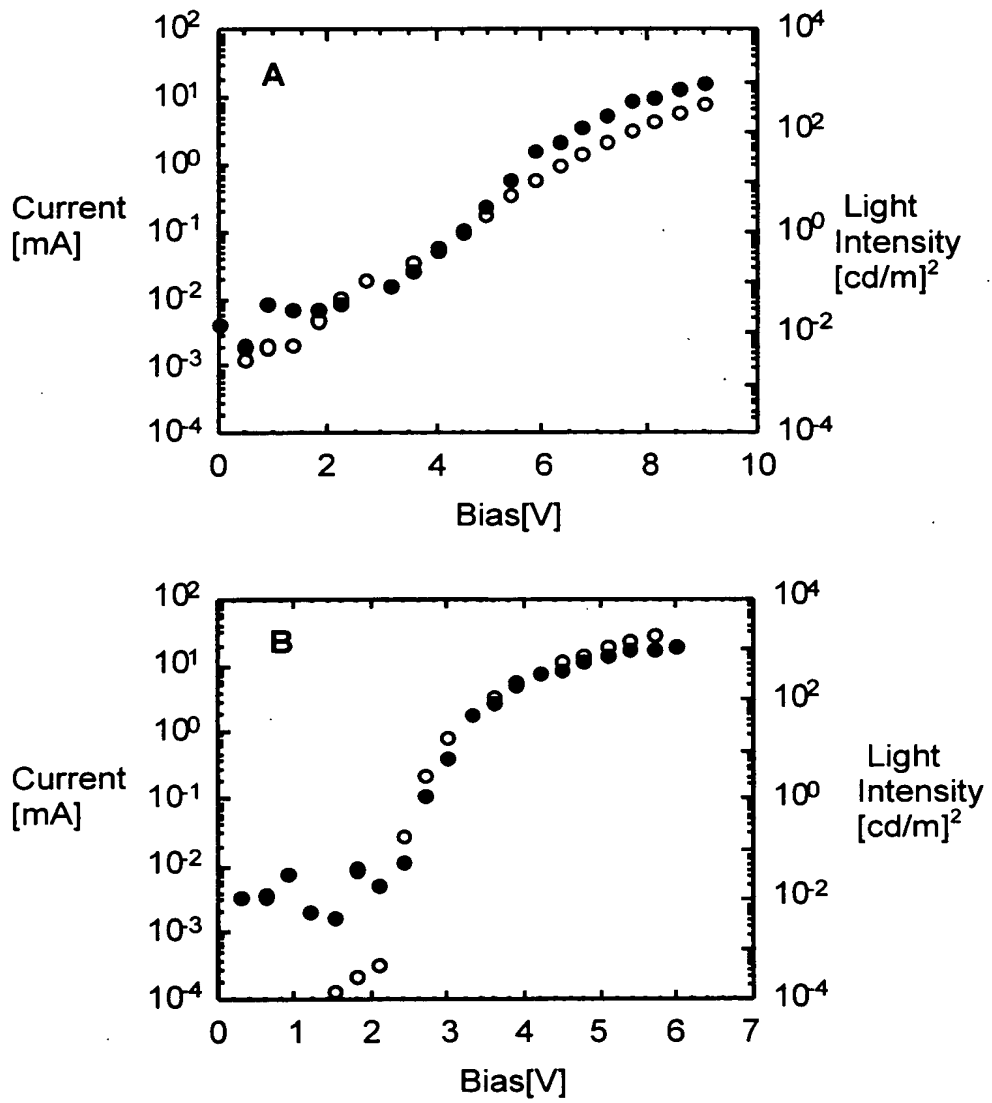 A
10² 10⁴
10¹ 10²
10⁰ 10⁰
10⁻¹ 10⁻²
10⁻² 10⁻⁴
10⁻³
10⁻⁴
Current
[mA]
Light
Intensity
[cd/m]²
0 2 4 6 8 10
Bias[V]
B
10² 10⁴
10¹ 10²
10⁰ 10⁰
10⁻¹ 10⁻²
10⁻² 10⁻⁴
10⁻³
10⁻⁴
Current
[mA]
Light
Intensity
[cd/m]²
0 1 2 3 4 5 6 7
Bias[V]